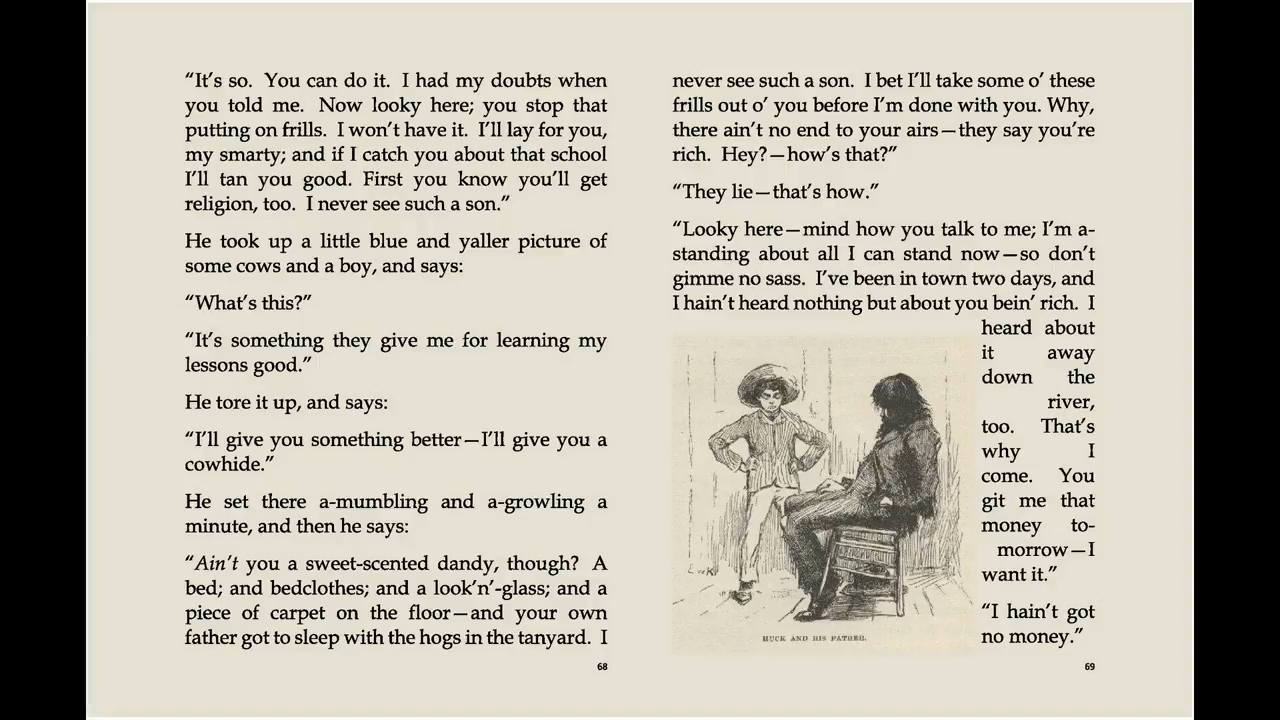 “It’s so.  You can do it.  I had my doubts when
you told me.  Now looky here; you stop that
putting on frills.  I won’t have it.  I’ll lay for you,
my smarty; and if I catch you about that school
I’ll tan you good. First you know you’ll get
religion, too.  I never see such a son.”
He took up a little blue and yaller picture of
some cows and a boy, and says:
“What’s this?”
“It’s something they give me for learning my
lessons good.”
He tore it up, and says:
“I’ll give you something better—I’ll give you a
cowhide.”
He set there a-mumbling and a-growling a
minute, and then he says:
“Ain’t you a sweet-scented dandy, though?  A
bed; and bedclothes; and a look’n’-glass; and a
piece of carpet on the floor—and your own
father got to sleep with the hogs in the tanyard.  I
68
never see such a son.  I bet I’ll take some o’ these
frills out o’ you before I’m done with you. Why,
there ain’t no end to your airs—they say you’re
rich.  Hey?—how’s that?”
“They lie—that’s how.”
“Looky here—mind how you talk to me; I’m a-
standing about all I can stand now—so don’t
gimme no sass.  I’ve been in town two days, and
I hain’t heard nothing but about you bein’ rich.  I
heard about
it away
down the
river,
too.  That’s
why I
come.  You
git me that
money to-
morrow—I
want it.”
“I hain’t got
no money.”
HUCK AND HIS FATHER.
69